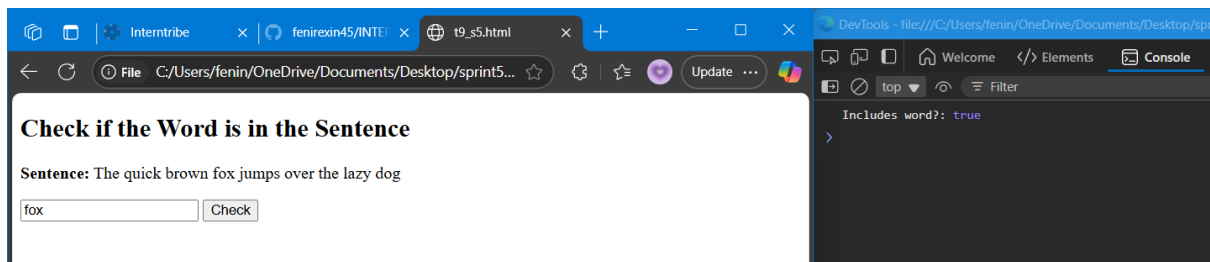 Interntribe
fenirexin45/INTER
t9_s5.html
DevTools - file:///C:/Users/fenin/OneDrive/Documents/Desktop/spr
File C:/Users/fenin/OneDrive/Documents/Desktop/sprint5...
Update
Welcome
Elements
Console
top
Filter
Check if the Word is in the Sentence
Sentence: The quick brown fox jumps over the lazy dog
fox
Check
Includes word?: true